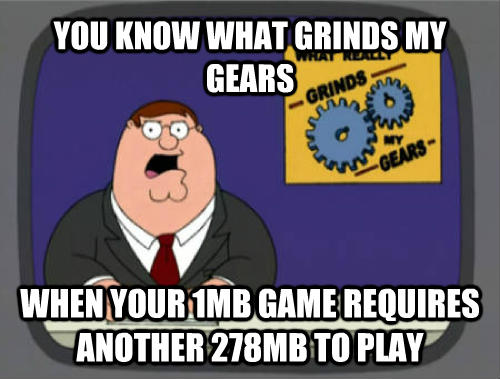 YOU KNOW WHAT GRINDS MY
GEARS
WHAT REALLY
GRINDS
MY
GEARS
WHEN YOUR 1MB GAME REQUIRES
ANOTHER 278MB TO PLAY